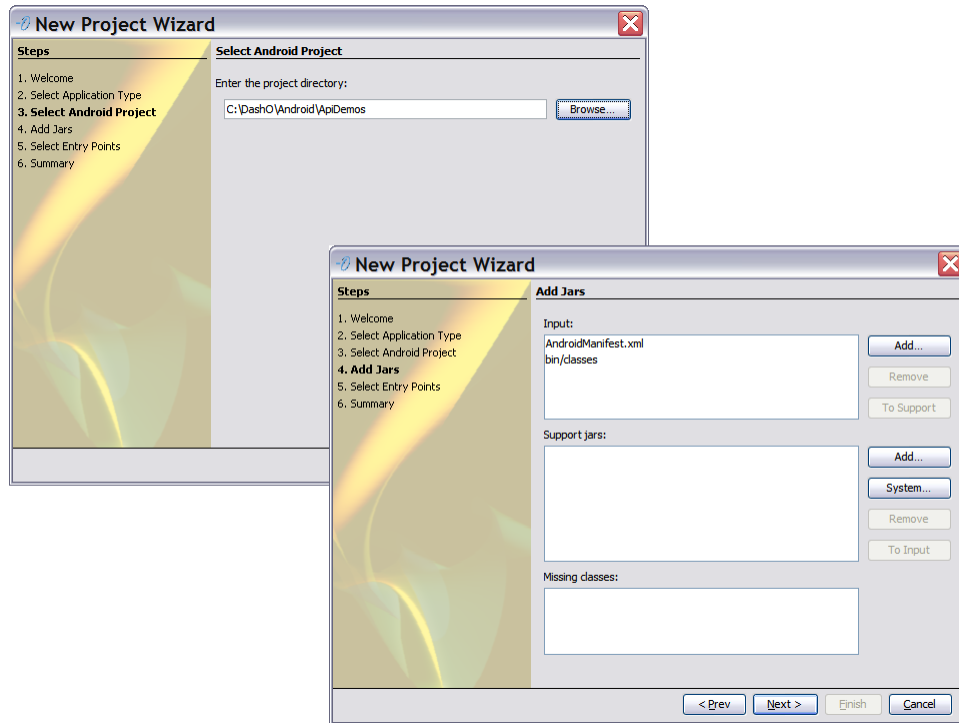 New Project Wizard
Steps
1. Welcome
2. Select Application Type
3. Select Android Project
4. Add Jars
5. Select Entry Points
6. Summary
Select Android Project
Enter the project directory:
C:\DashO\Android\ApiDemos
Browse...
New Project Wizard
Steps
1. Welcome
2. Select Application Type
3. Select Android Project
4. Add Jars
5. Select Entry Points
6. Summary
Add Jars
Input:
AndroidManifest.xml
bin/classes
Add...
Remove
To Support
Support jars:
Add...
System...
Remove
To Input
Missing classes:
< Prev
Next >
Finish
Cancel